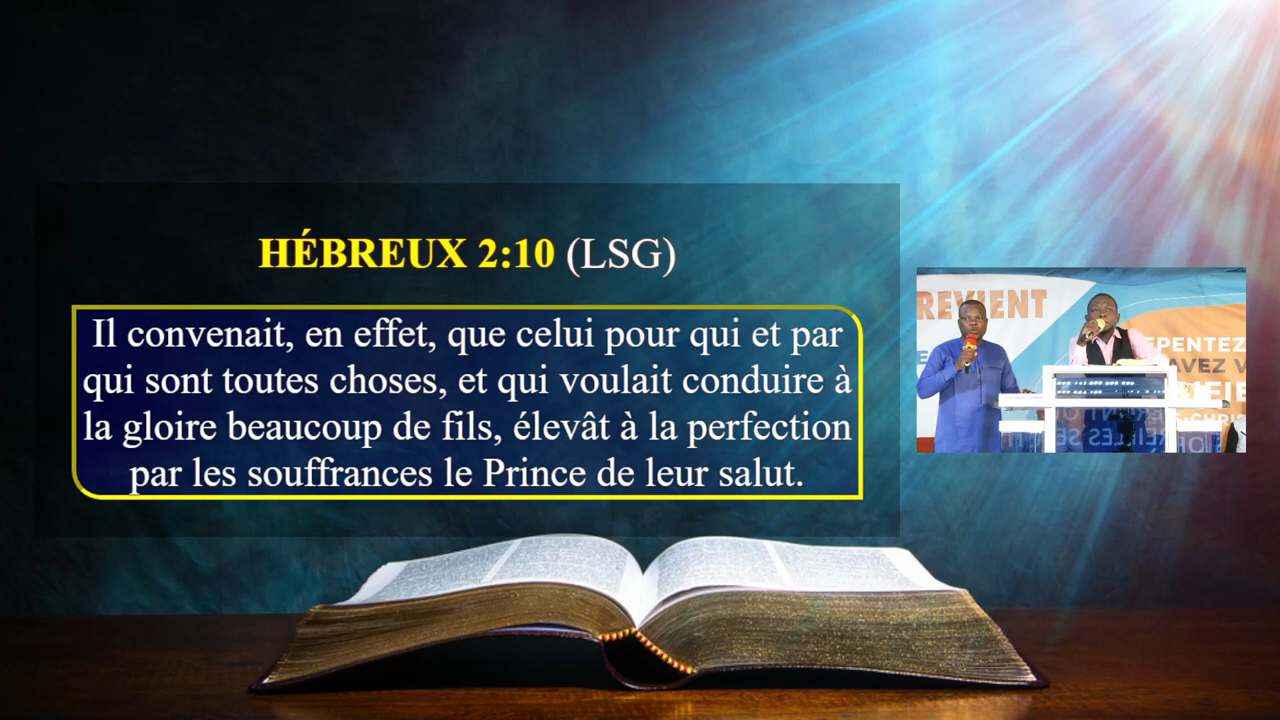 HÉBREUX 2:10 (LSG)
Il convenait, en effet, que celui pour qui et par
qui sont toutes choses, et qui voulait conduire à
la gloire beaucoup de fils, élevât à la perfection
par les souffrances le Prince de leur salut.
REVIENT
EPENTEZ
AVEZ V